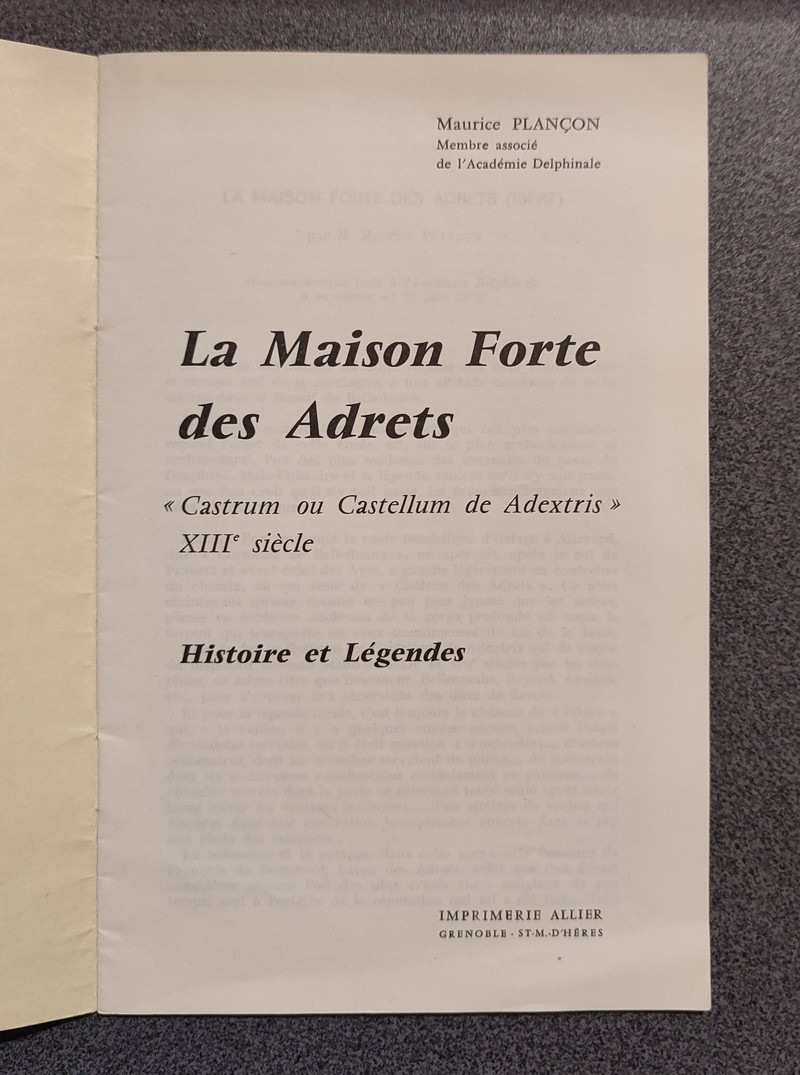 Maurice PLANÇON
Membre associé
de l'Académie Delphinale
La Maison Forte
des Adrets
« Castrum ou Castellum de Adextris »
XIIIe siècle
Histoire et Légendes
IMPRIMERIE ALLIER
GRENOBLE - ST-M.-D'HÈRES